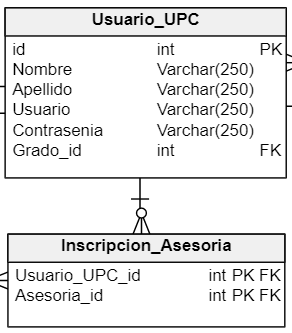 Usuario_UPC
id int PK
Nombre Varchar(250)
Apellido Varchar(250)
Usuario Varchar(250)
Contrasenia Varchar(250)
Grado_id int FK
Inscripcion_Asesoria
Usuario_UPC_id int PK FK
Asesoria_id int PK FK